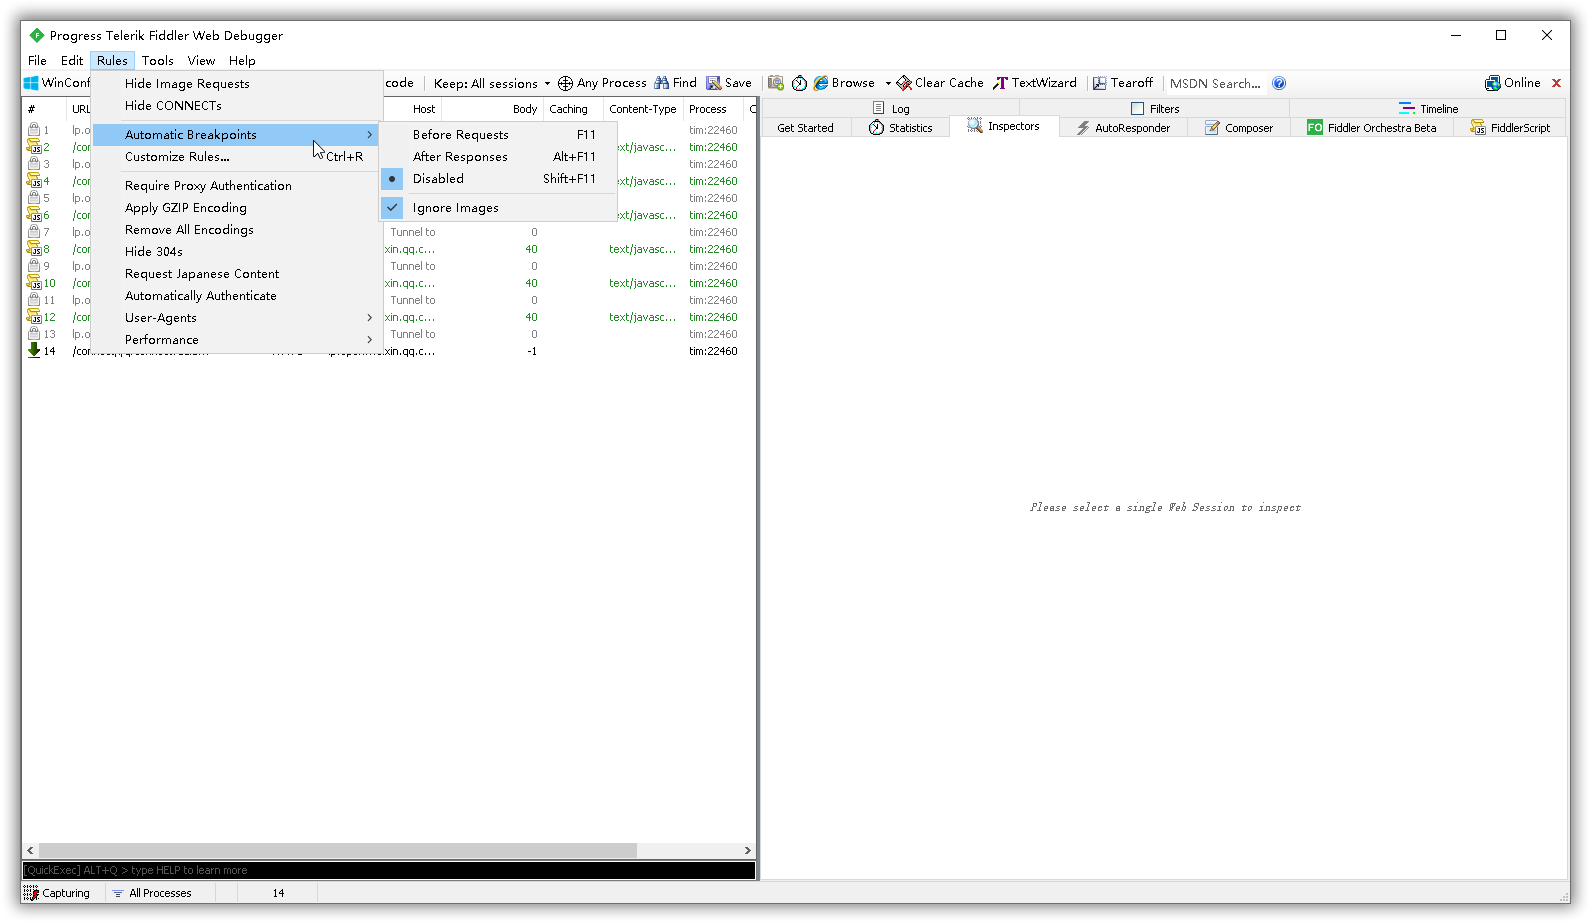 Progress Telerik Fiddler Web Debugger
File Edit Rules Tools View Help
WinConf code Keep: All sessions Any Process Find Save Browse Clear Cache TextWizard Tearoff MSDN Search... Online
Hide Image Requests
Hide CONNECTs
Automatic Breakpoints
Customize Rules... Ctrl+R
Require Proxy Authentication
Apply GZIP Encoding
Remove All Encodings
Hide 304s
Request Japanese Content
Automatically Authenticate
User-Agents
Performance
Before Requests F11
After Responses Alt+F11
Disabled Shift+F11
Ignore Images
# URL Host Body Caching Content-Type Process
1 lp.o tim:22460
2 /cor ext/javasc... tim:22460
3 lp.o tim:22460
4 /cor ext/javasc... tim:22460
5 lp.o tim:22460
6 /cor ext/javasc... tim:22460
7 lp.o Tunnel to 0 tim:22460
8 /cor xin.qq.c... 40 text/javasc... tim:22460
9 lp.o Tunnel to 0 tim:22460
10 /cor xin.qq.c... 40 text/javasc... tim:22460
11 lp.o Tunnel to 0 tim:22460
12 /cor xin.qq.c... 40 text/javasc... tim:22460
13 lp.o Tunnel to 0 tim:22460
14 xin.qq.c... -1 tim:22460
Log Filters Timeline
Get Started Statistics Inspectors AutoResponder Composer FO Fiddler Orchestra Beta FiddlerScript
Please select a single Web Session to inspect
[QuickExec] ALT+Q > type HELP to learn more
Capturing All Processes 14